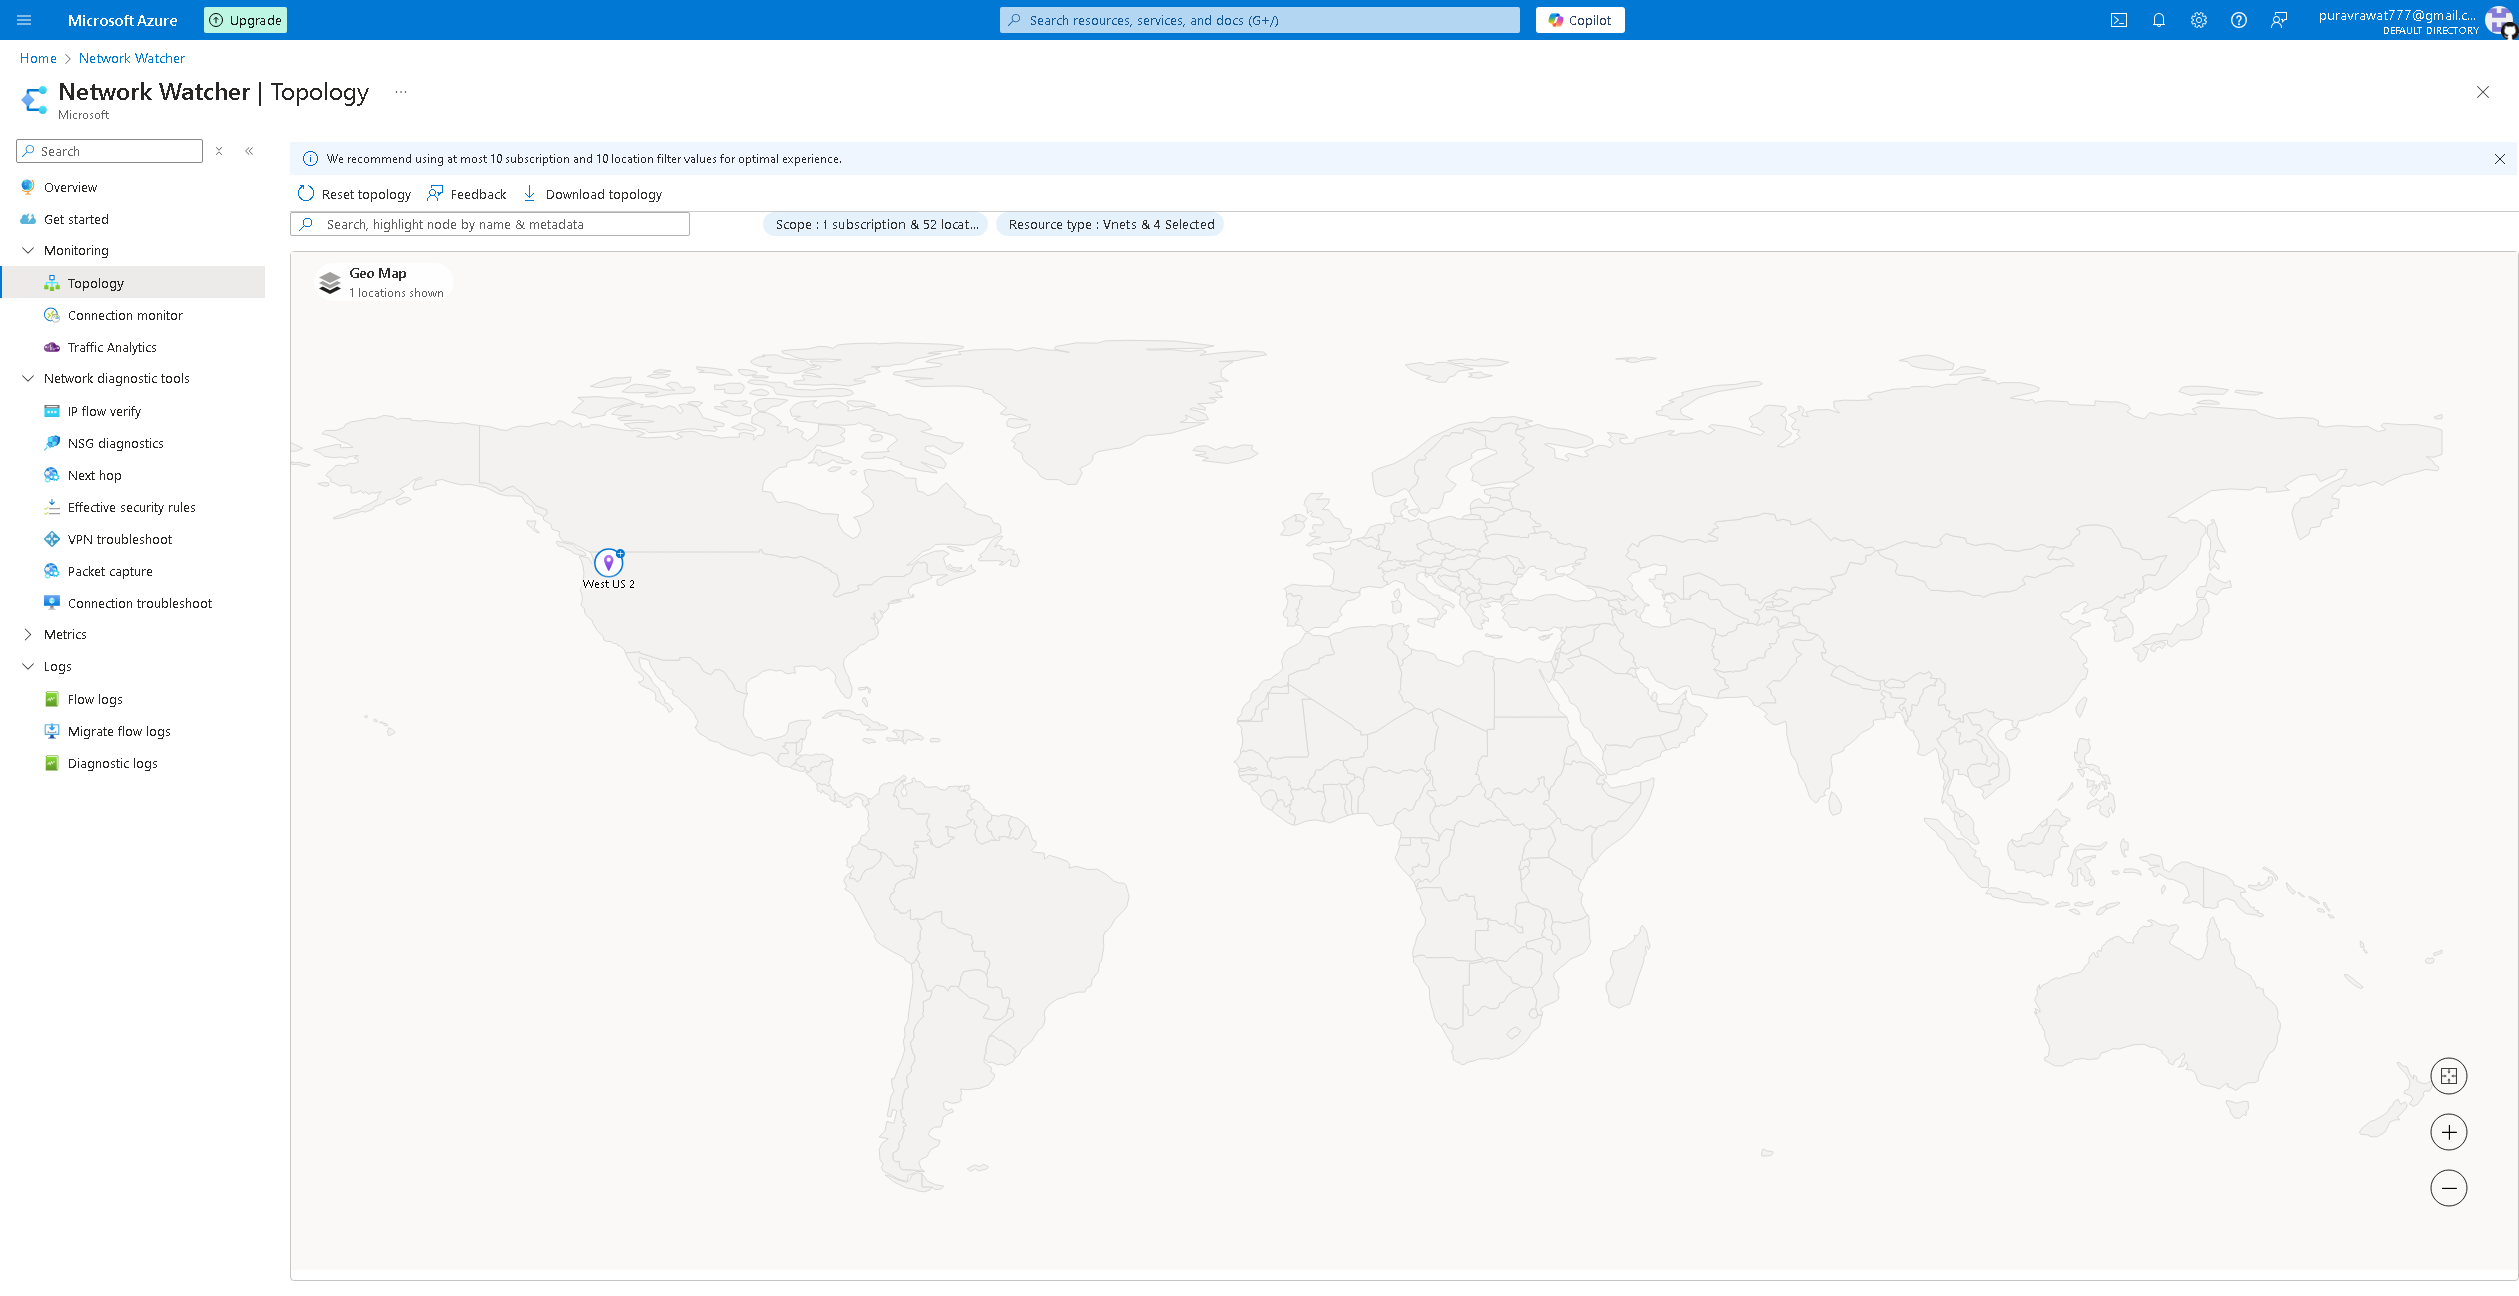 Microsoft Azure
Upgrade
Search resources, services, and docs (G+/)
Copilot
puravrawat777@gmail.c...
DEFAULT DIRECTORY
Home > Network Watcher
Network Watcher | Topology ...
Microsoft
Search
Overview
Get started
Monitoring
Topology
Connection monitor
Traffic Analytics
Network diagnostic tools
IP flow verify
NSG diagnostics
Next hop
Effective security rules
VPN troubleshoot
Packet capture
Connection troubleshoot
Metrics
Logs
Flow logs
Migrate flow logs
Diagnostic logs
We recommend using at most 10 subscription and 10 location filter values for optimal experience.
Reset topology
Feedback
Download topology
Search, highlight node by name & metadata
Scope : 1 subscription & 52 locat...
Resource type : Vnets & 4 Selected
Geo Map
1 locations shown
West US 2